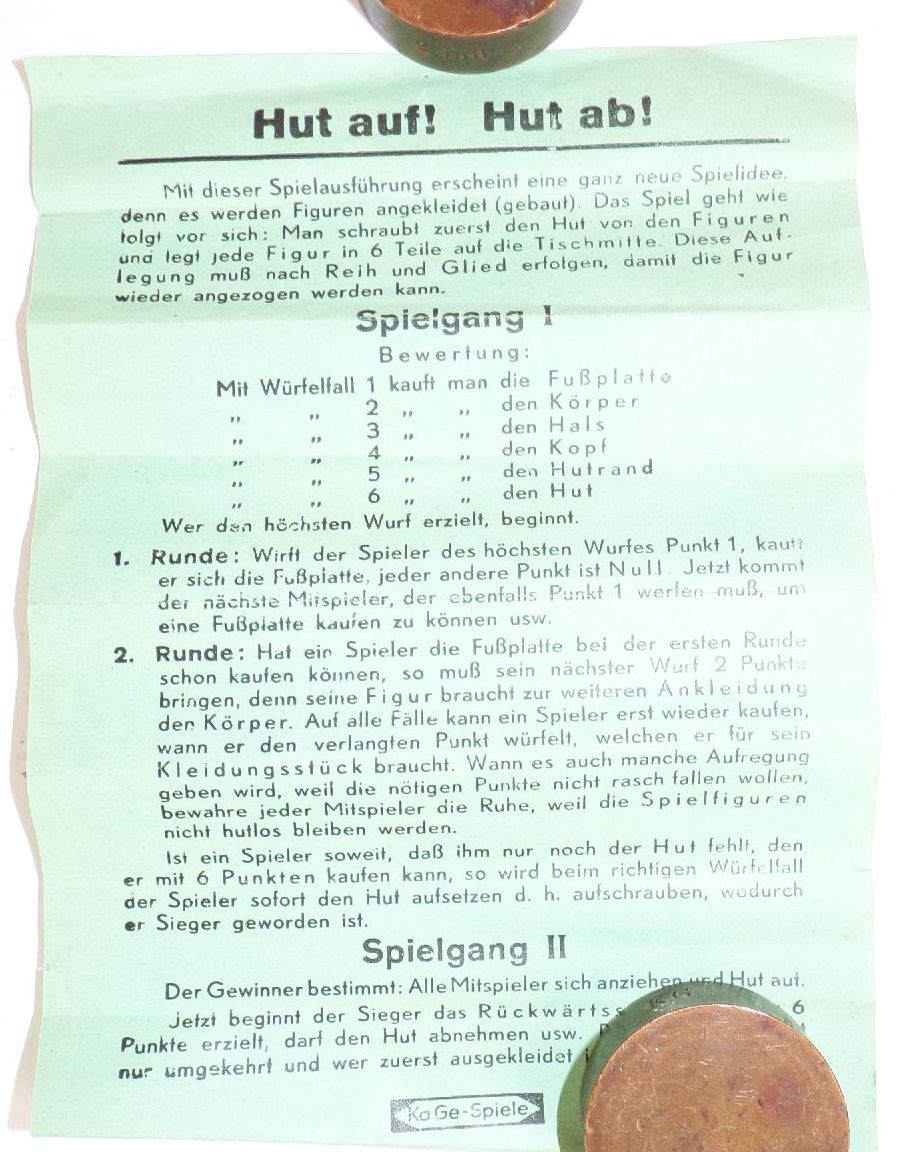 Hut auf! Hut ab!
Mit dieser Spielausführung erscheint eine ganz neue Spielidee,
denn es werden Figuren angekleidet (gebaut). Das Spiel geht wie
folgt vor sich: Man schraubt zuerst den Hut von den Figuren
und legt jede Figur in 6 Teile auf die Tischmitte. Diese Auf-
legung muß nach Reih und Glied erfolgen, damit die Figur
wieder angezogen werden kann.
Spielgang I
Bewertung:
Mit Würfelfall 1 kauft man die Fußplatte
„ „ 2 „ „ den Körper
„ „ 3 „ „ den Hals
„ „ 4 „ „ den Kopf
„ „ 5 „ „ den Hutrand
„ „ 6 „ „ den Hut
Wer den höchsten Wurf erzielt, beginnt.
1. Runde: Wirft der Spieler des höchsten Wurfes Punkt 1, kauft
er sich die Fußplatte, jeder andere Punkt ist Null. Jetzt kommt
der nächste Mitspieler, der ebenfalls Punkt 1 werfen muß, um
eine Fußplatte kaufen zu können usw.
2. Runde: Hat ein Spieler die Fußplatte bei der ersten Runde
schon kaufen können, so muß sein nächster Wurf 2 Punkte
bringen, denn seine Figur braucht zur weiteren Ankleidung
den Körper. Auf alle Fälle kann ein Spieler erst wieder kaufen,
wann er den verlangten Punkt würfelt, welchen er für sein
Kleidungsstück braucht. Wann es auch manche Aufregung
geben wird, weil die nötigen Punkte nicht rasch fallen wollen,
bewahre jeder Mitspieler die Ruhe, weil die Spielfiguren
nicht hutlos bleiben werden.
Ist ein Spieler soweit, daß ihm nur noch der Hut fehlt, den
er mit 6 Punkten kaufen kann, so wird beim richtigen Würfelfall
der Spieler sofort den Hut aufsetzen d. h. aufschrauben, wodurch
er Sieger geworden ist.
Spielgang II
Der Gewinner bestimmt: Alle Mitspieler sich anziehen und Hut auf.
Jetzt beginnt der Sieger das 6
Punkte erzielt, darf den Hut abnehmen usw.
nur umgekehrt und wer zuerst ausgekleidet
KaGe-Spiele